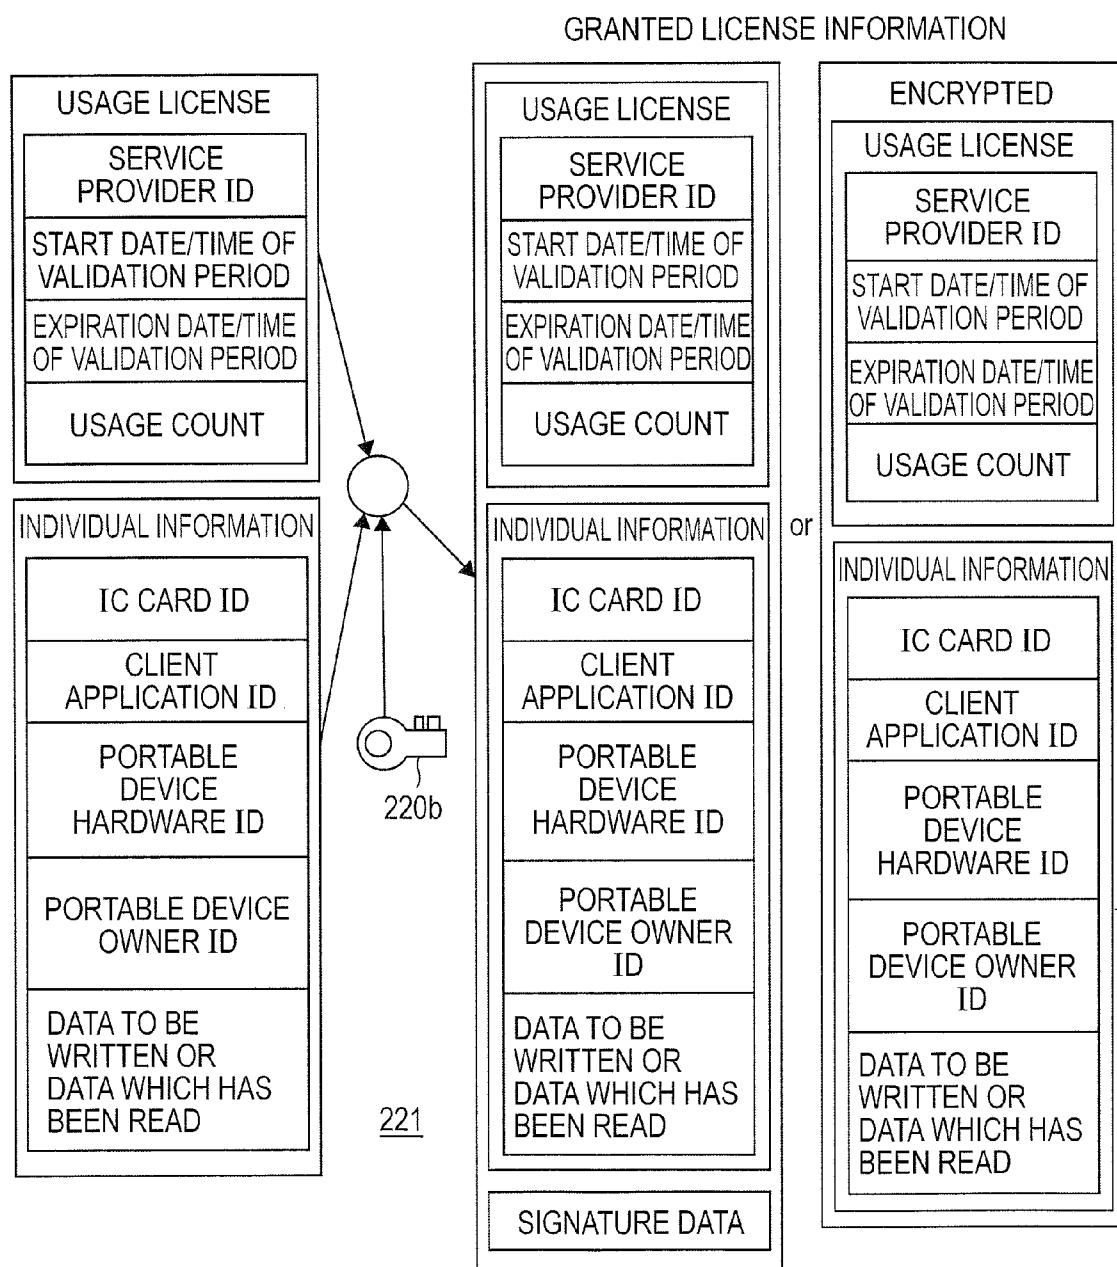 GRANTED LICENSE INFORMATION
USAGE LICENSE
SERVICE
PROVIDER ID
START DATE/TIME OF
VALIDATION PERIOD
EXPIRATION DATE/TIME
OF VALIDATION PERIOD
USAGE COUNT
INDIVIDUAL INFORMATION
IC CARD ID
CLIENT
APPLICATION ID
PORTABLE
DEVICE
HARDWARE ID
PORTABLE DEVICE
OWNER ID
DATA TO BE
WRITTEN OR
DATA WHICH HAS
BEEN READ
220b
221
USAGE LICENSE
SERVICE
PROVIDER ID
START DATE/TIME OF
VALIDATION PERIOD
EXPIRATION DATE/TIME
OF VALIDATION PERIOD
USAGE COUNT
INDIVIDUAL INFORMATION
IC CARD ID
CLIENT
APPLICATION ID
PORTABLE
DEVICE
HARDWARE ID
PORTABLE
DEVICE OWNER
ID
DATA TO BE
WRITTEN OR
DATA WHICH HAS
BEEN READ
SIGNATURE DATA
or
ENCRYPTED
USAGE LICENSE
SERVICE
PROVIDER ID
START DATE/TIME OF
VALIDATION PERIOD
EXPIRATION DATE/TIME
OF VALIDATION PERIOD
USAGE COUNT
INDIVIDUAL INFORMATION
IC CARD ID
CLIENT
APPLICATION ID
PORTABLE
DEVICE
HARDWARE ID
PORTABLE
DEVICE OWNER
ID
DATA TO BE
WRITTEN OR
DATA WHICH HAS
BEEN READ